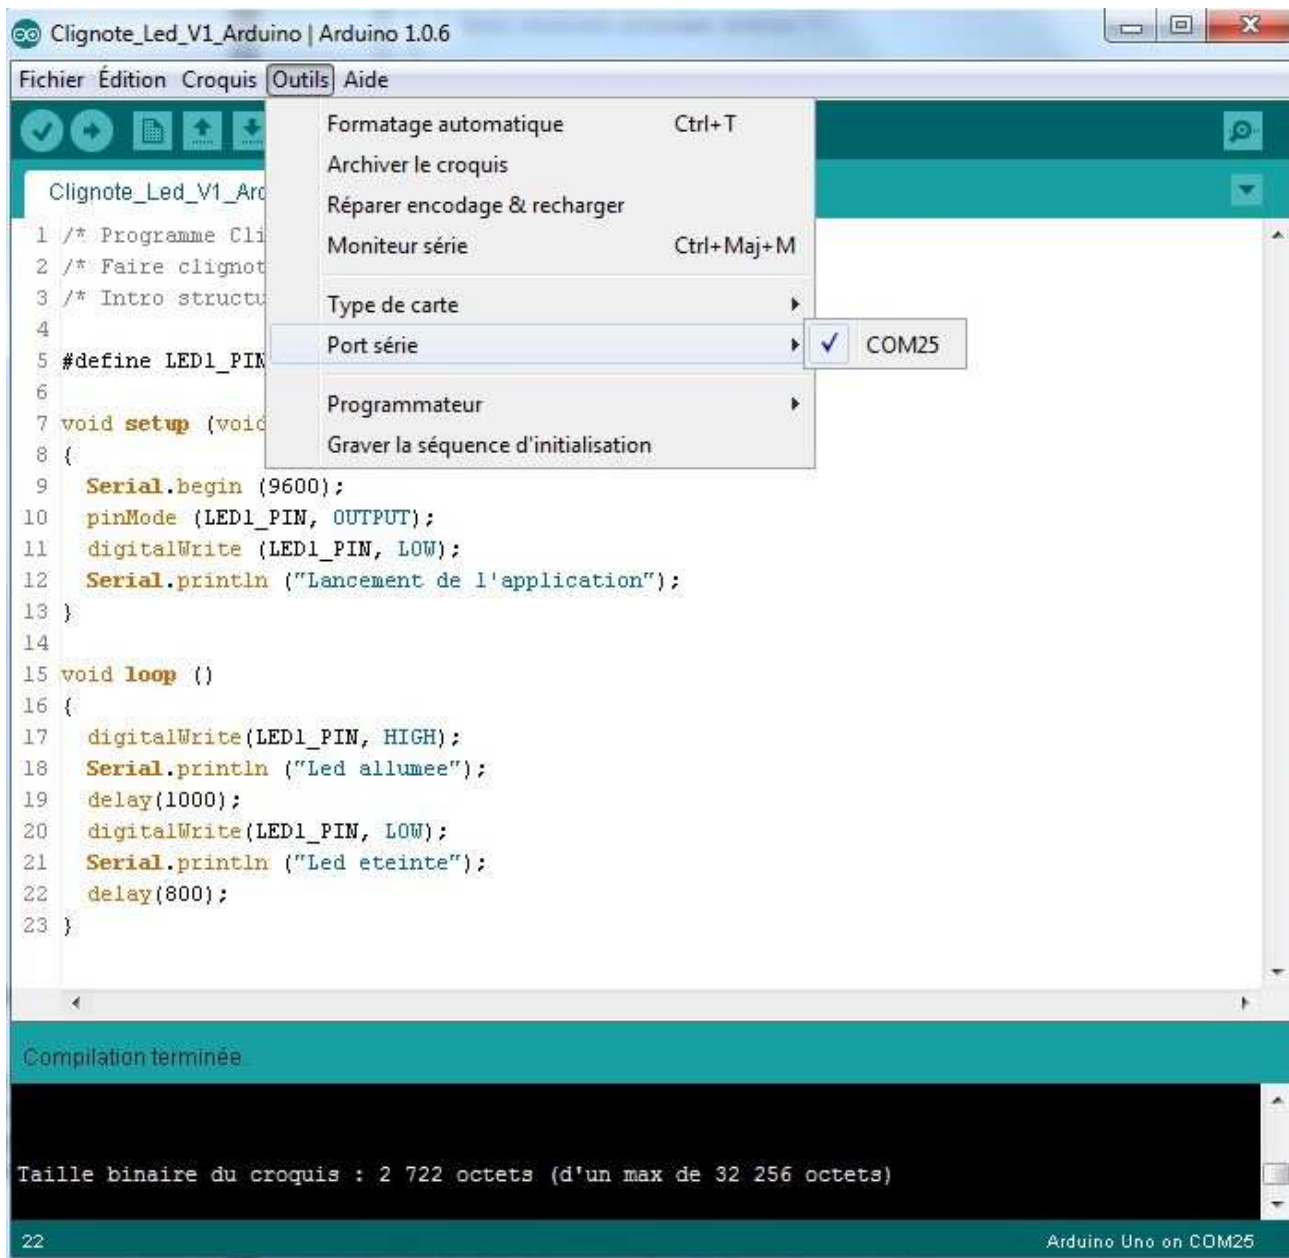 Clignote_Led_V1_Arduino | Arduino 1.0.6
Fichier Édition Croquis Outils Aide
Formatage automatique Ctrl+T
Archiver le croquis
Réparer encodage & recharger
Moniteur série Ctrl+Maj+M
Type de carte
Port série
COM25
Programmateur
Graver la séquence d'initialisation
Clignote_Led_V1_Ard
1 /* Programme Cli
2 /* Faire clignot
3 /* Intro structu
4
5 #define LED1_PIN
6
7 void setup (void
8 {
9 Serial.begin (9600);
10 pinMode (LED1_PIN, OUTPUT);
11 digitalWrite (LED1_PIN, LOW);
12 Serial.println ("Lancement de l'application");
13 }
14
15 void loop ()
16 {
17 digitalWrite(LED1_PIN, HIGH);
18 Serial.println ("Led allumee");
19 delay(1000);
20 digitalWrite(LED1_PIN, LOW);
21 Serial.println ("Led eteinte");
22 delay(800);
23 }
Compilation terminée.
Taille binaire du croquis : 2 722 octets (d'un max de 32 256 octets)
22 Arduino Uno on COM25